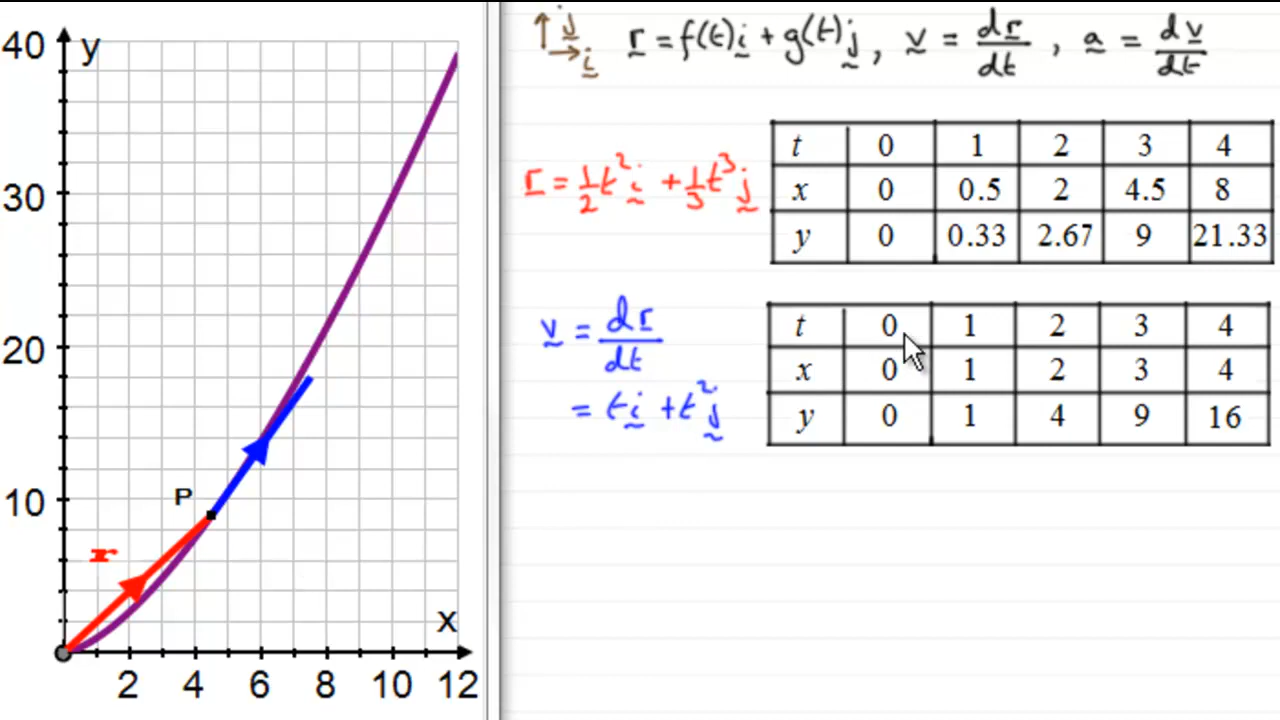 40 y
30
20
10
P
r
x
2 4 6 8 10 12
j
i
r = f(t)i + g(t)j , v = dr/dt , a = dv/dt
r = 1/2 t² i + 1/3 t³ j
t 0 1 2 3 4
x 0 0.5 2 4.5 8
y 0 0.33 2.67 9 21.33
v = dr/dt
= ti + t² j
t 0 1 2 3 4
x 0 1 2 3 4
y 0 1 4 9 16